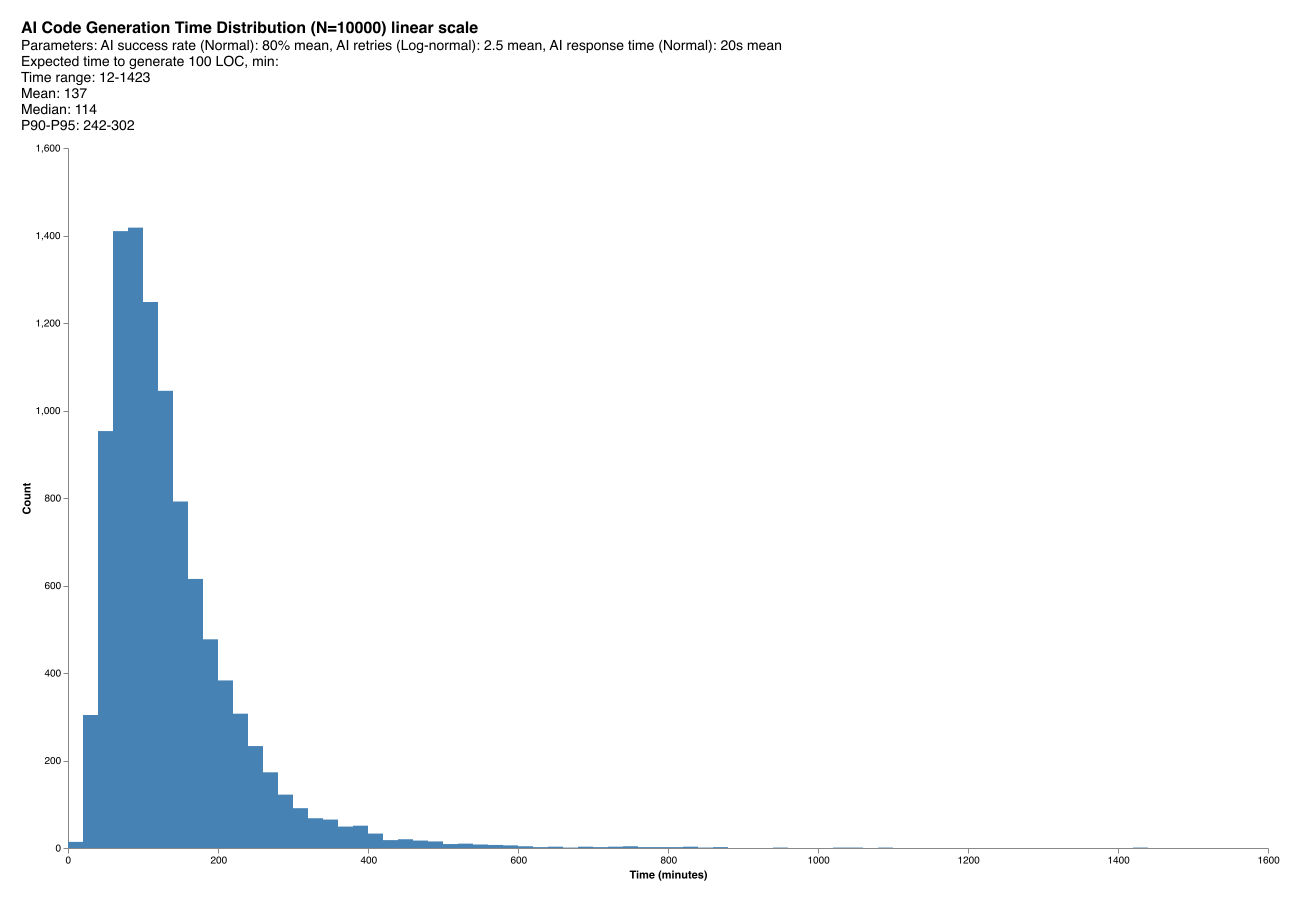 AI Code Generation Time Distribution (N=10000) linear scale
Parameters: AI success rate (Normal): 80% mean, AI retries (Log-normal): 2.5 mean, AI response time (Normal): 20s mean
Expected time to generate 100 LOC, min:
Time range: 12-1423
Mean: 137
Median: 114
P90-P95: 242-302
1,600
1,400
1,200
1,000
800
600
400
200
0
Count
0 200 400 600 800 1000 1200 1400 1600
Time (minutes)